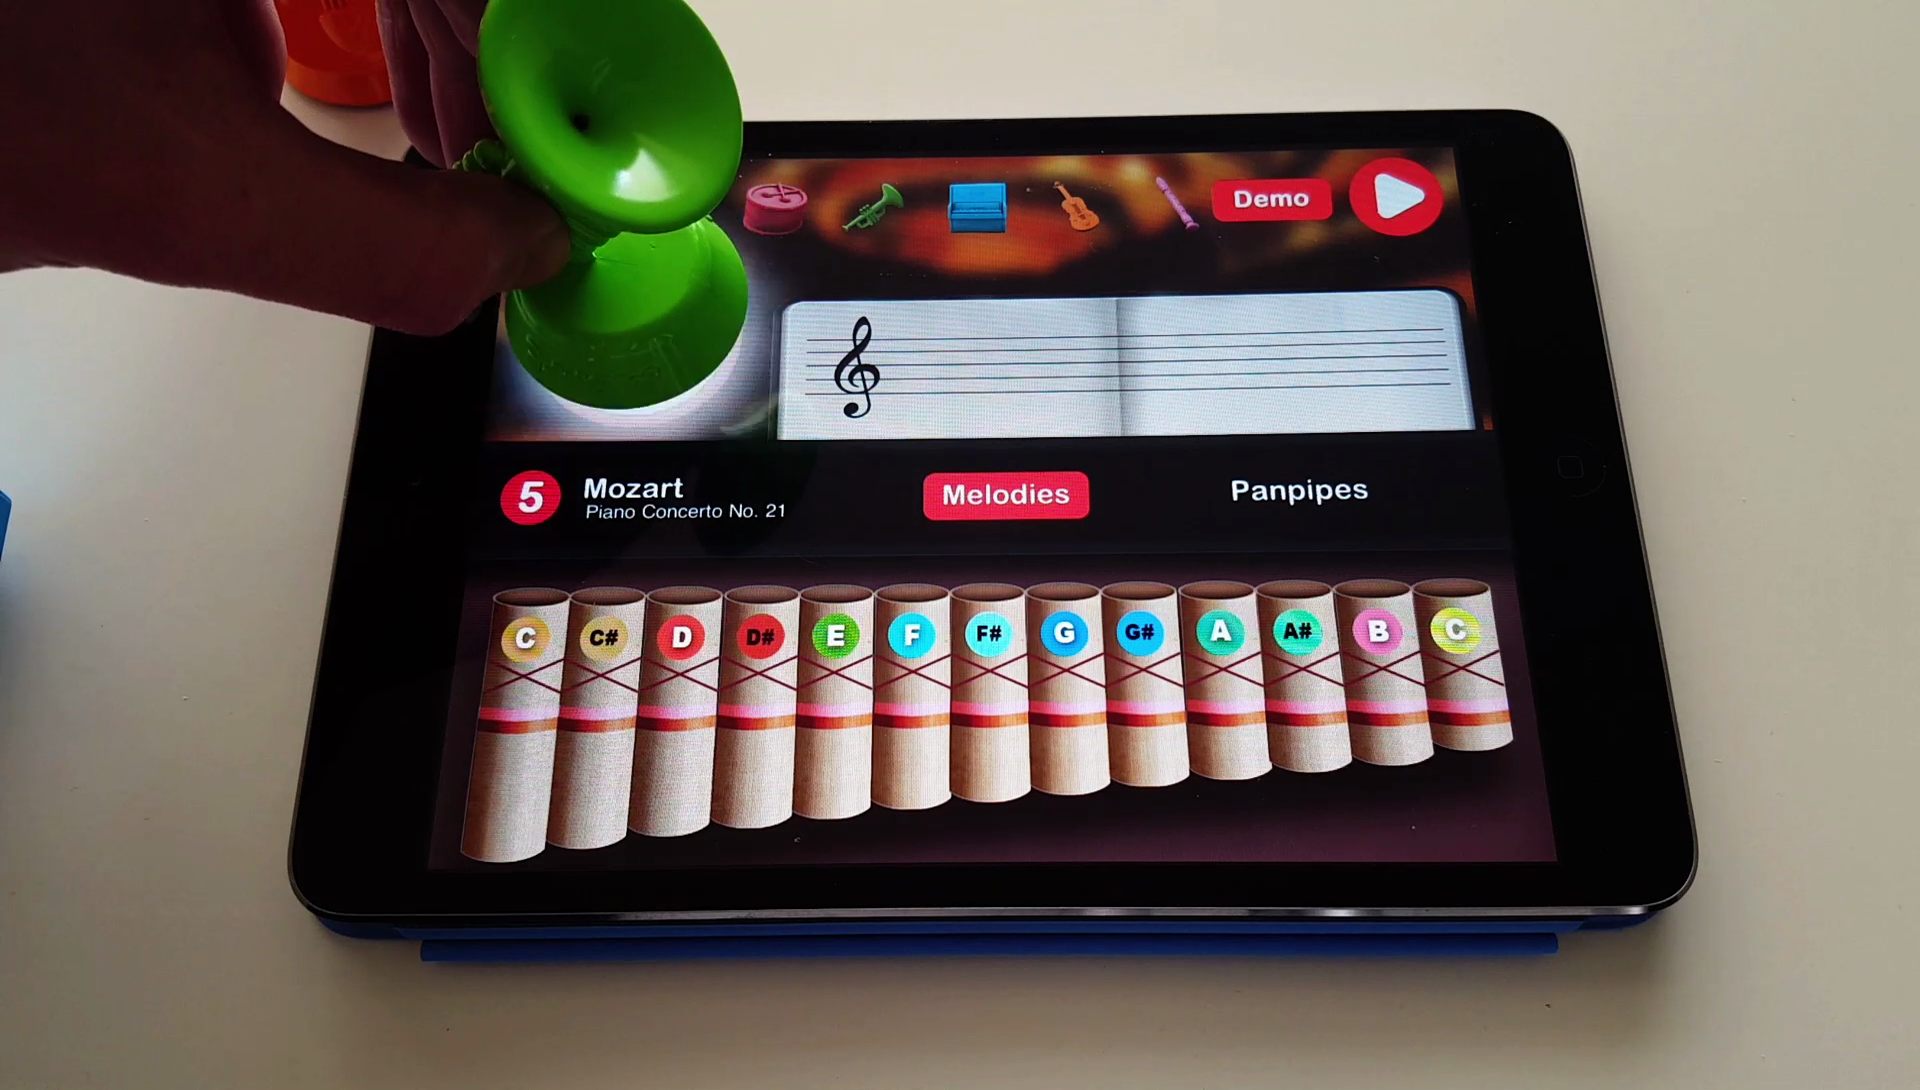 Demo
5
Mozart
Piano Concerto No. 21
Melodies
Panpipes
C C# D D# E F F# G G# A A# B C